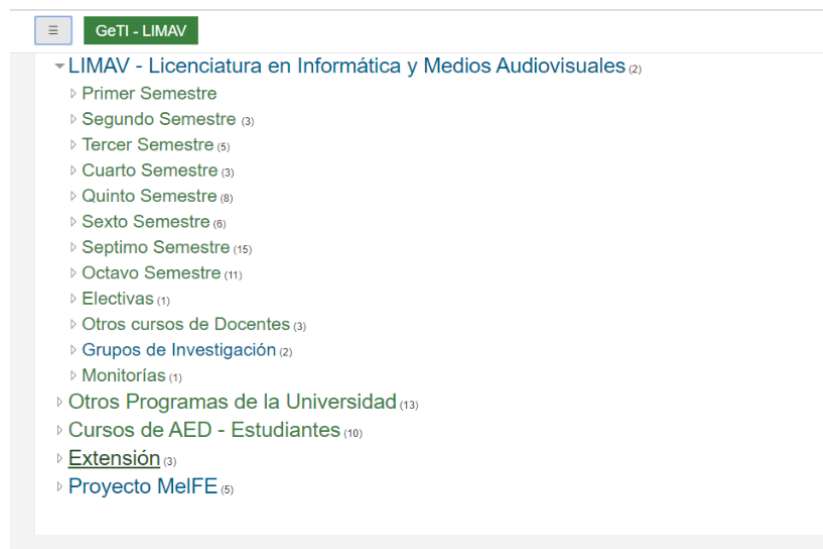 GeTI - LIMAV
LIMAV - Licenciatura en Informática y Medios Audiovisuales (2)
Primer Semestre
Segundo Semestre (3)
Tercer Semestre (5)
Cuarto Semestre (3)
Quinto Semestre (8)
Sexto Semestre (6)
Septimo Semestre (15)
Octavo Semestre (11)
Electivas (1)
Otros cursos de Docentes (3)
Grupos de Investigación (2)
Monitorías (1)
Otros Programas de la Universidad (13)
Cursos de AED - Estudiantes (10)
Extensión (3)
Proyecto MelFE (5)